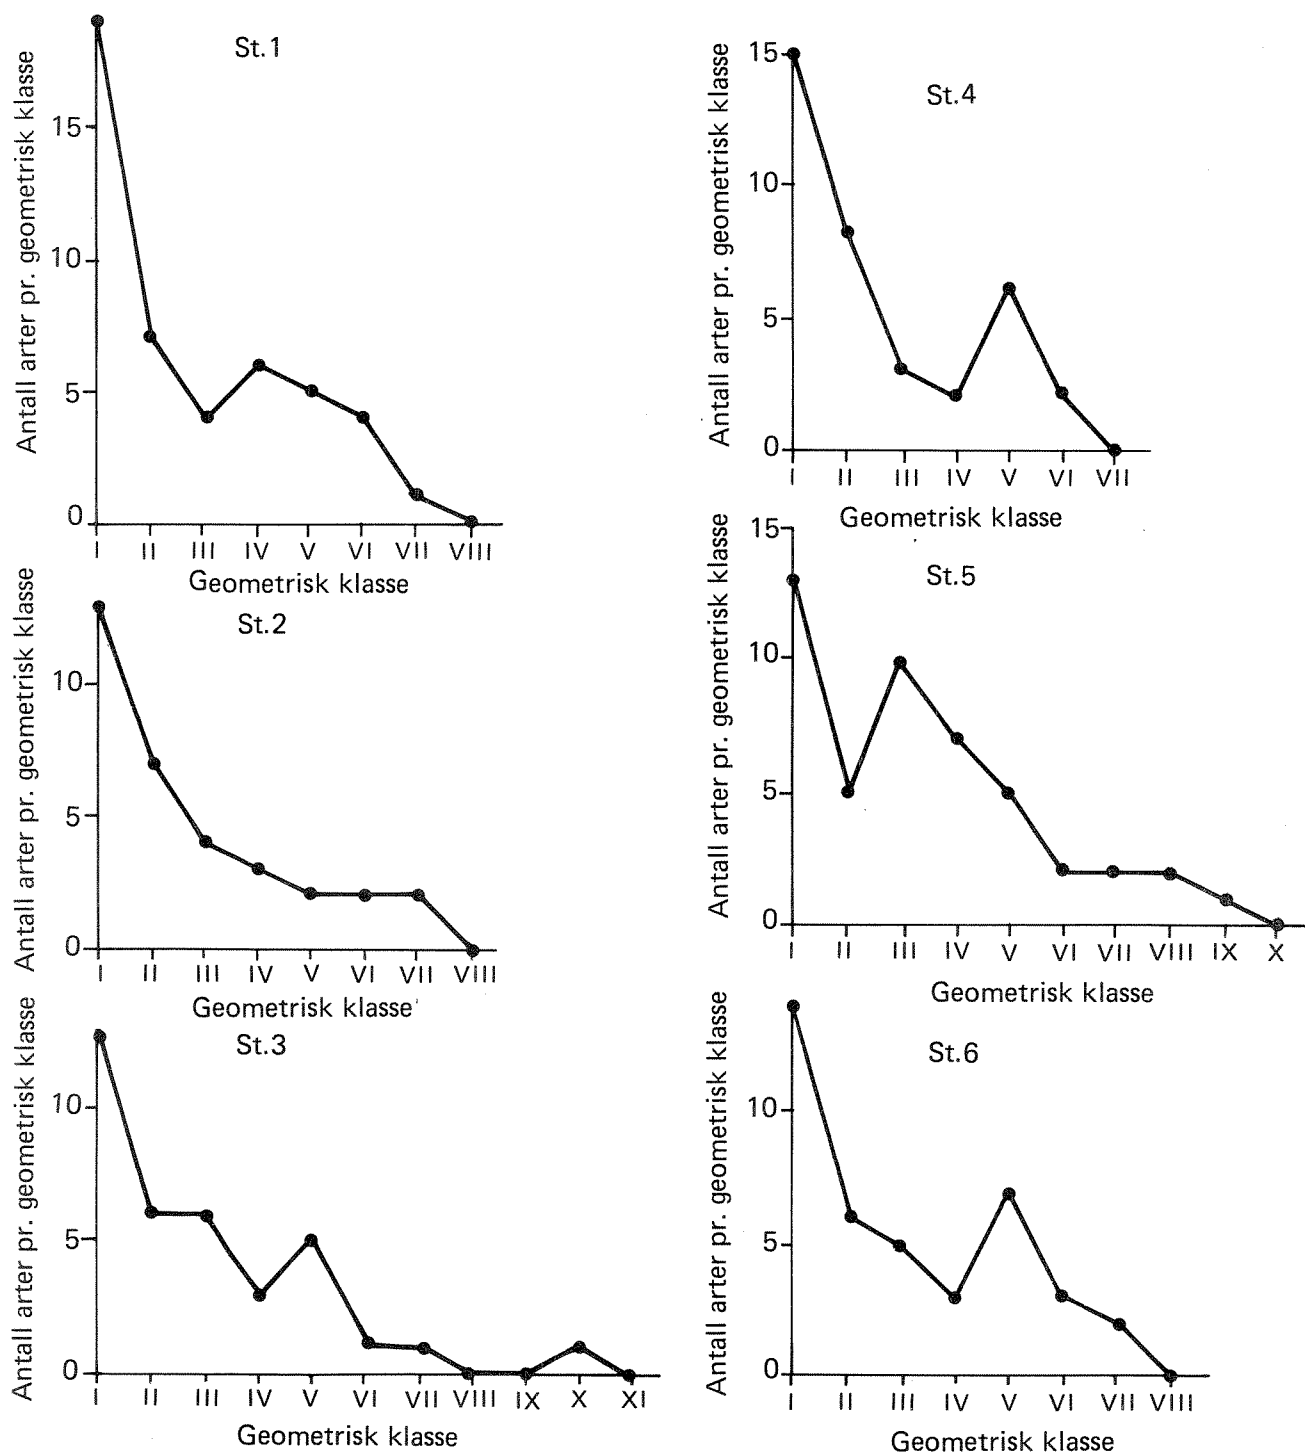 St.1
Antall arter pr. geometrisk klasse
15
10
5
0
I II III IV V VI VII VIII
Geometrisk klasse
St.2
Antall arter pr. geometrisk klasse
10
5
0
I II III IV V VI VII VIII
Geometrisk klasse
St.3
Antall arter pr. geometrisk klasse
10
5
0
I II III IV V VI VII VIII IX X XI
Geometrisk klasse
St.4
Antall arter pr. geometrisk klasse
15
10
5
0
I II III IV V VI VII
Geometrisk klasse
St.5
Antall arter pr. geometrisk klasse
15
10
5
0
I II III IV V VI VII VIII IX X
Geometrisk klasse
St.6
Antall arter pr. geometrisk klasse
10
5
0
I II III IV V VI VII VIII
Geometrisk klasse